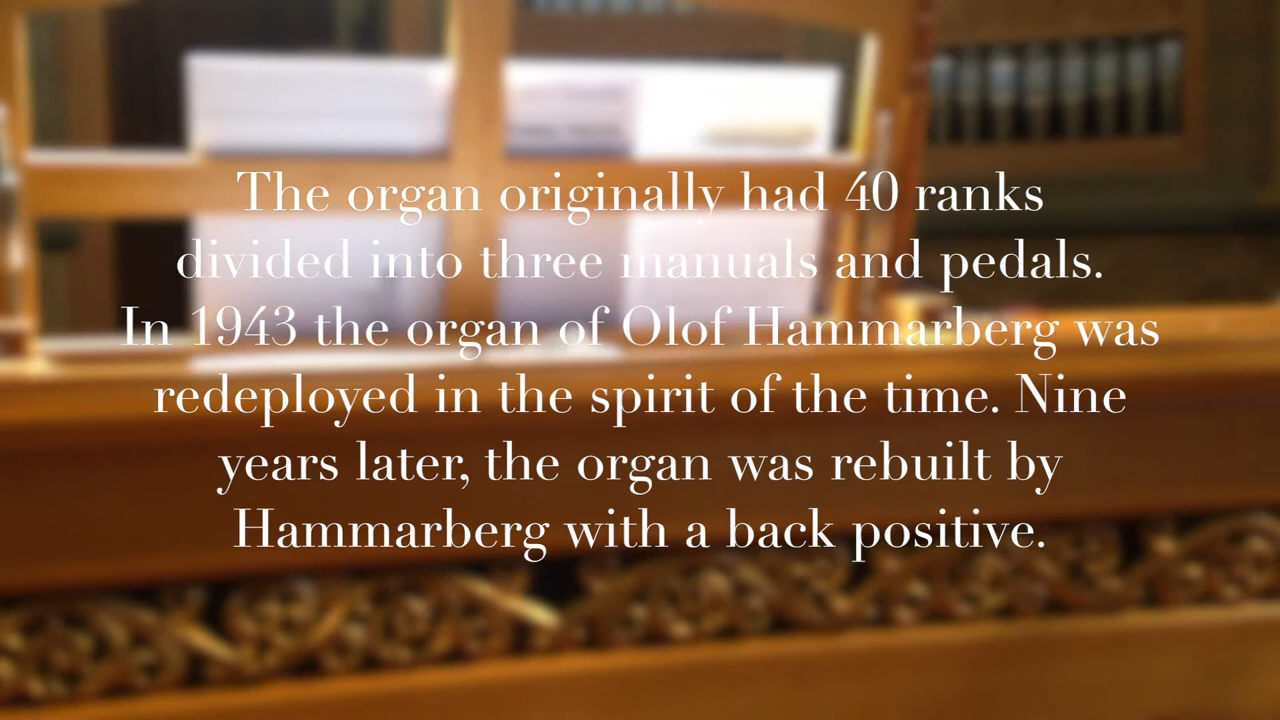 The organ originally had 40 ranks
divided into three manuals and pedals.
In 1943 the organ of Olof Hammarberg was
redeployed in the spirit of the time. Nine
years later, the organ was rebuilt by
Hammarberg with a back positive.